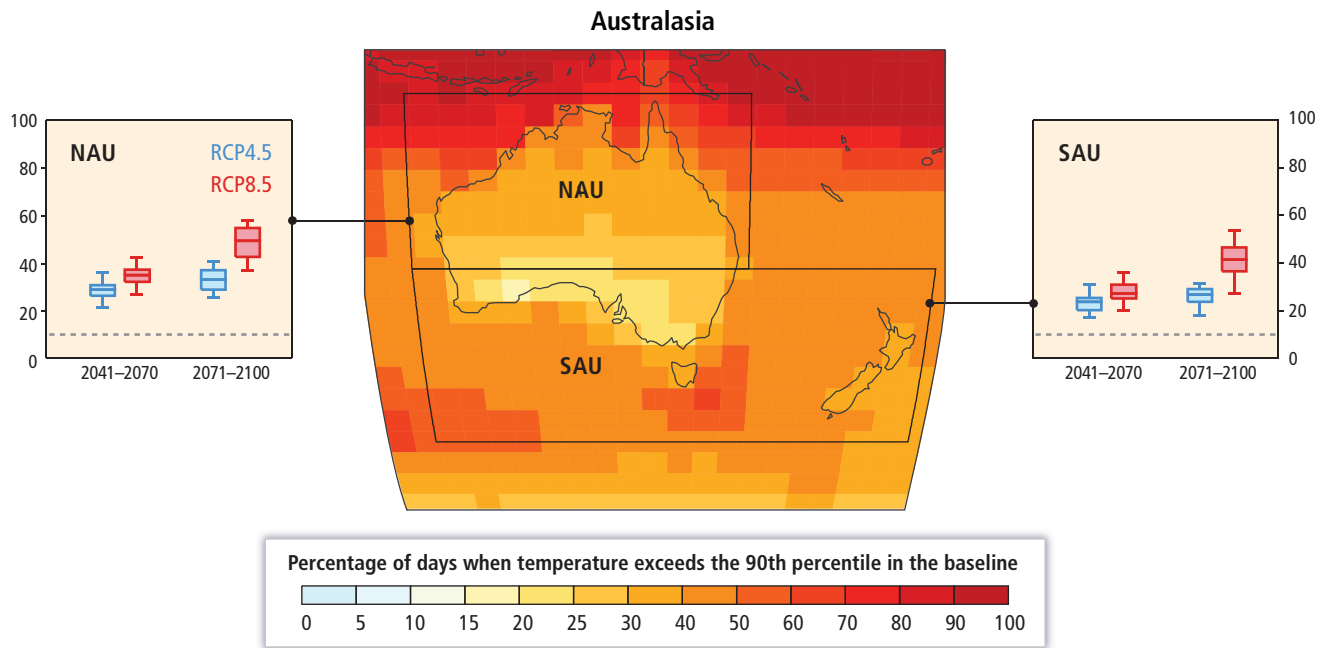 Australasia
100
80
60
40
20
0
NAU
RCP4.5
RCP8.5
2041–2070
2071–2100
NAU
SAU
SAU
100
80
60
40
20
0
2041–2070
2071–2100
Percentage of days when temperature exceeds the 90th percentile in the baseline
0 5 10 15 20 25 30 40 50 60 70 80 90 100